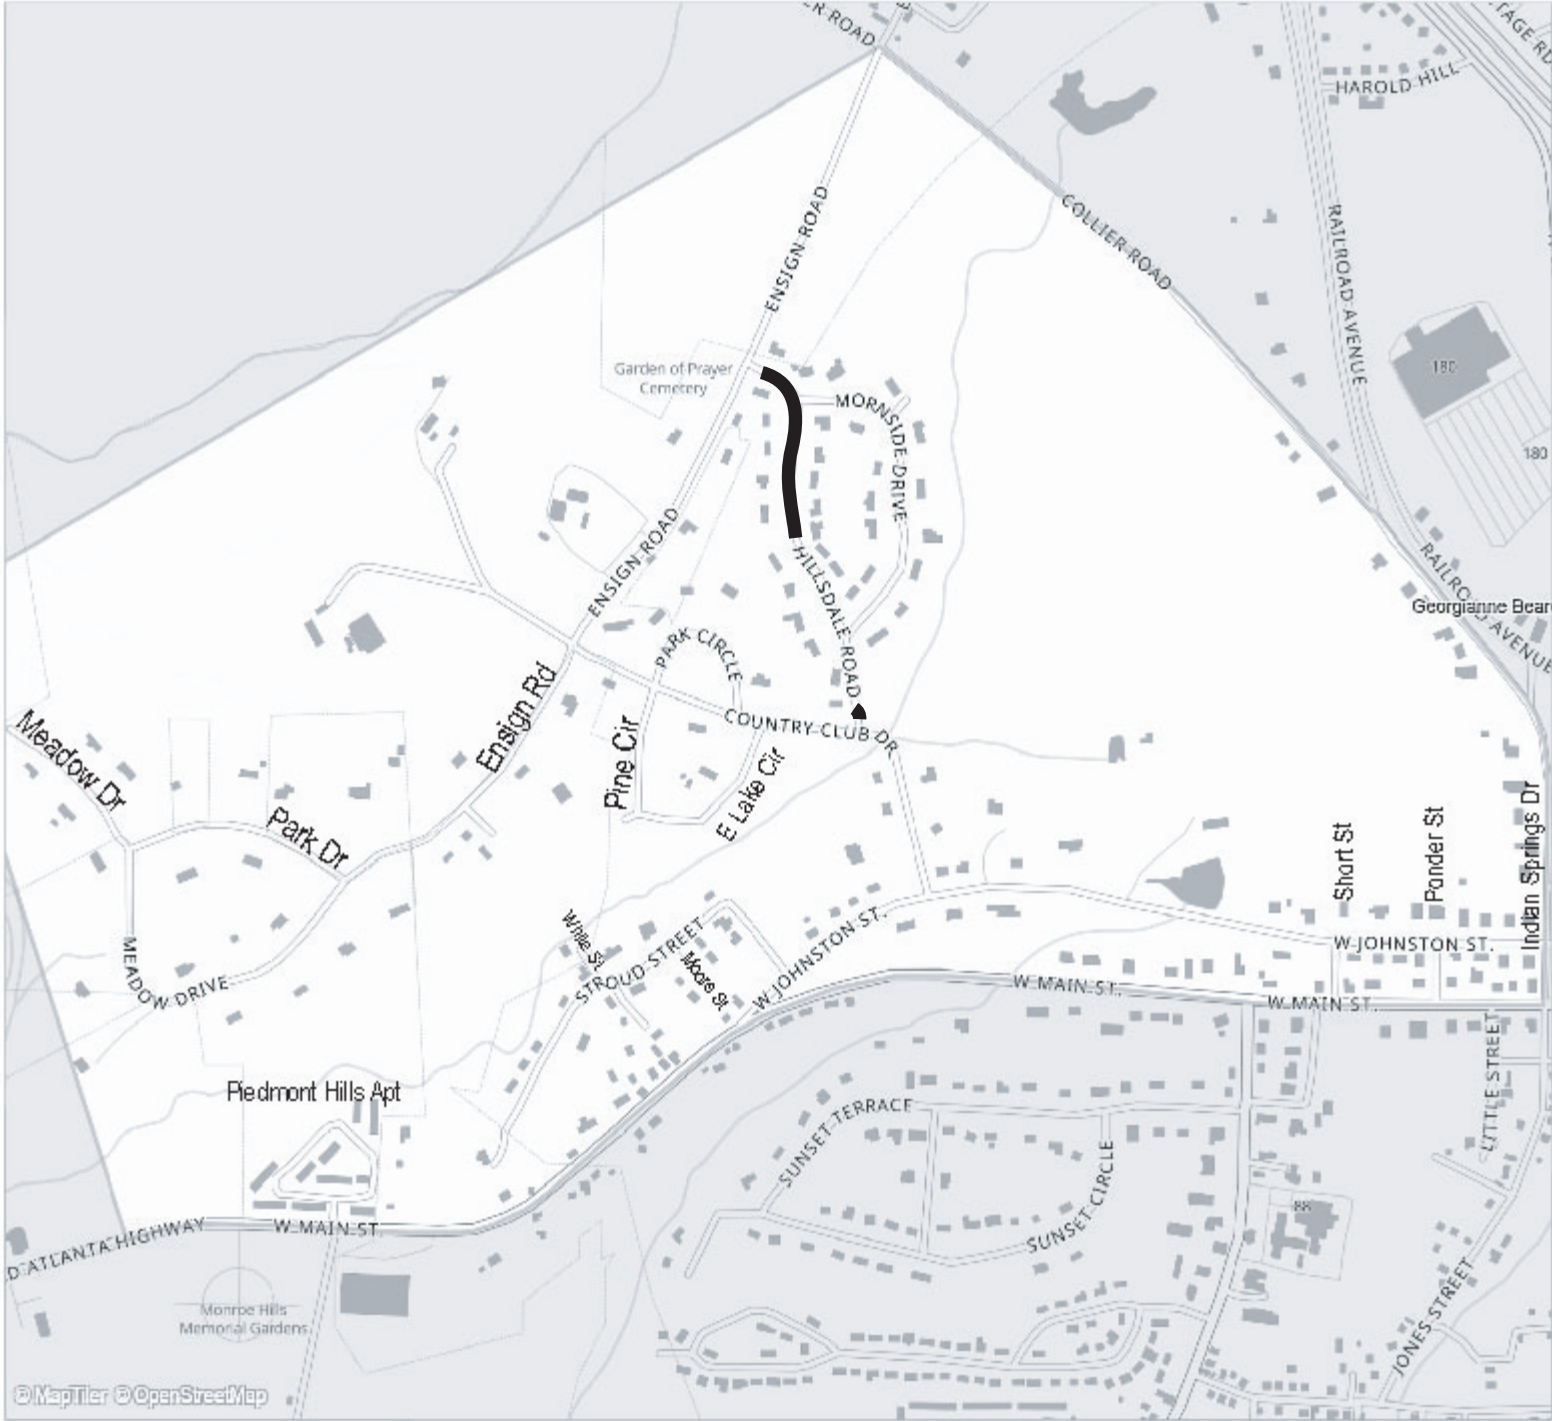 ER ROAD
TAGE RD
HAROLD HILL
ENSIGN ROAD
COLLIER ROAD
RAILROAD AVENUE
180
180
Garden of Prayer
Cemetery
MORNSIDE DRIVE
ENSIGN ROAD
HILLSDALE ROAD
RAILROAD AVENUE
Georgianne Bear
PARK CIRCLE
Ensign Rd
Meadow Dr
Pine Cir
COUNTRY CLUB DR
E Lake Cir
Park Dr
Short St
Ponder St
Indian Springs Dr
White St
STROUD STREET
Moore St
W JOHNSTON ST.
W JOHNSTON ST.
MEADOW DRIVE
W MAIN ST.
W MAIN ST.
LITTLE STREET
Piedmont Hills Apt
SUNSET TERRACE
SUNSET CIRCLE
88
D ATLANTA HIGHWAY
W MAIN ST.
Monroe Hills
Memorial Gardens
JONES STREET
© MapTiler © OpenStreetMap